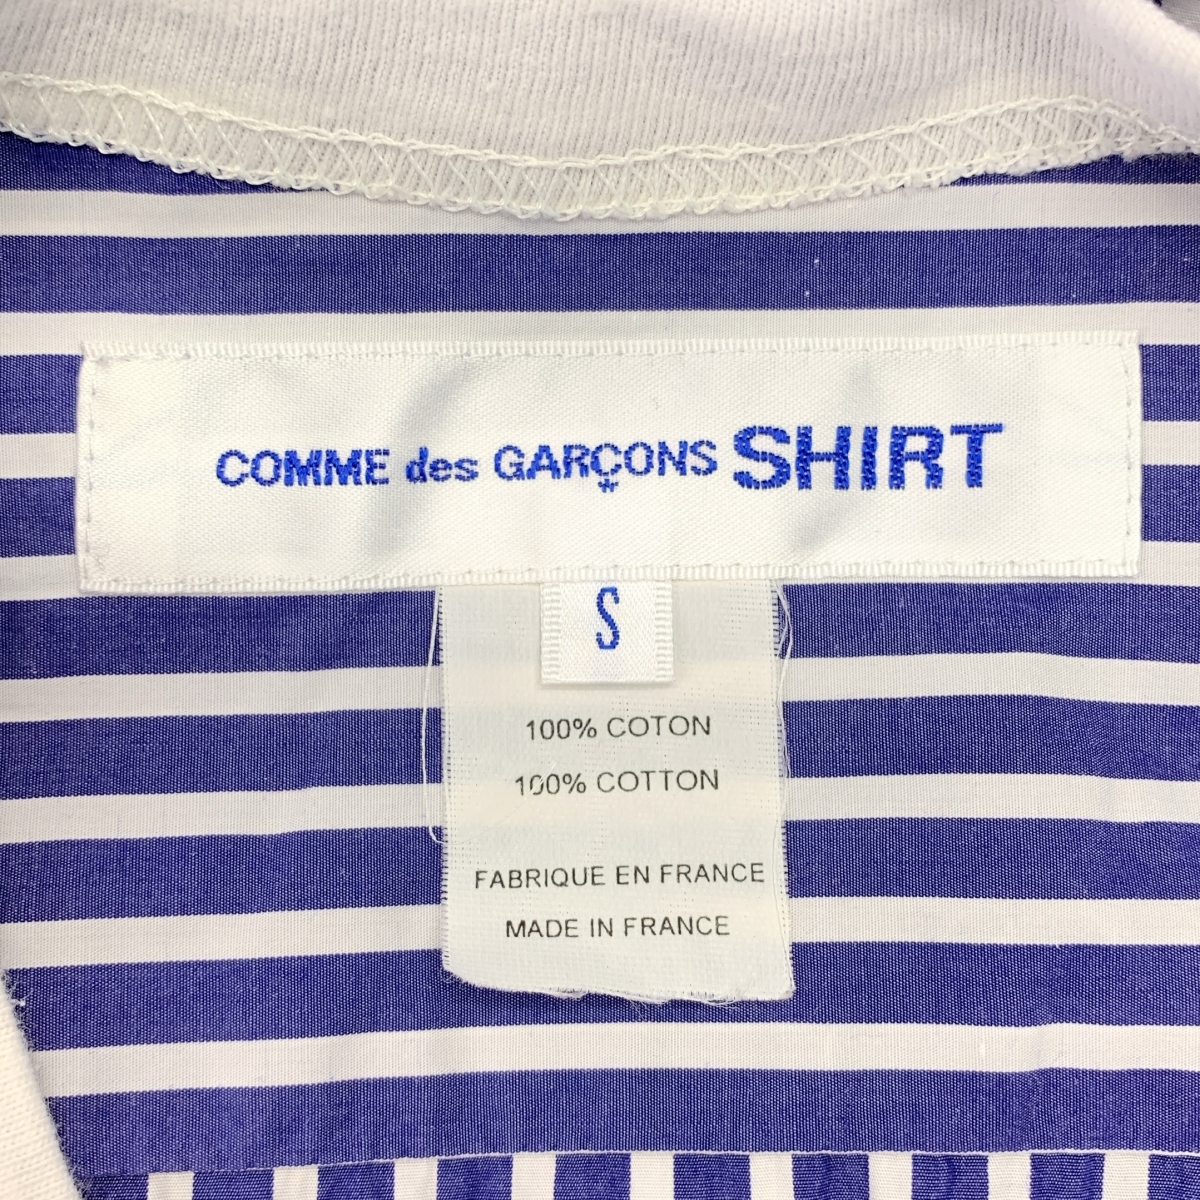 COMME des GARÇONS SHIRT
S
100% COTON
100% COTTON
FABRIQUE EN FRANCE
MADE IN FRANCE